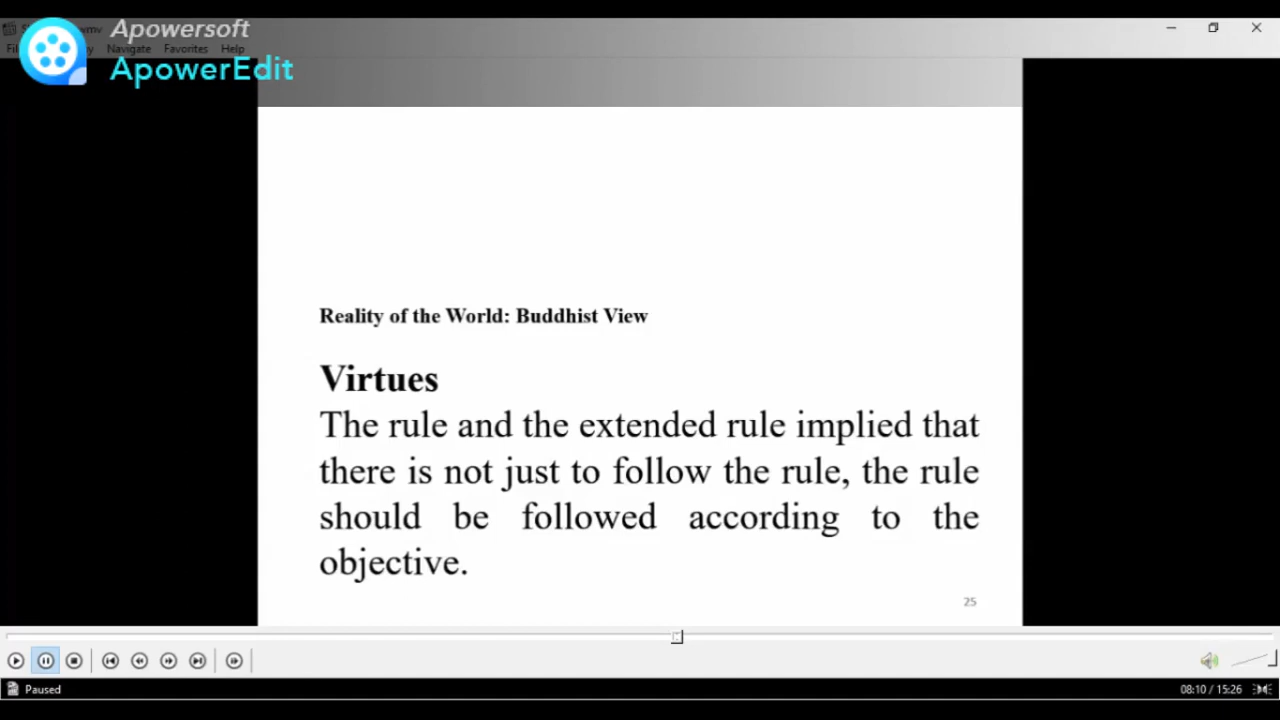 Apowersoft
ApowerEdit
Navigate Favorites Help
Reality of the World: Buddhist View
Virtues
The rule and the extended rule implied that
there is not just to follow the rule, the rule
should be followed according to the
objective.
25
Paused
08:10 / 15:26